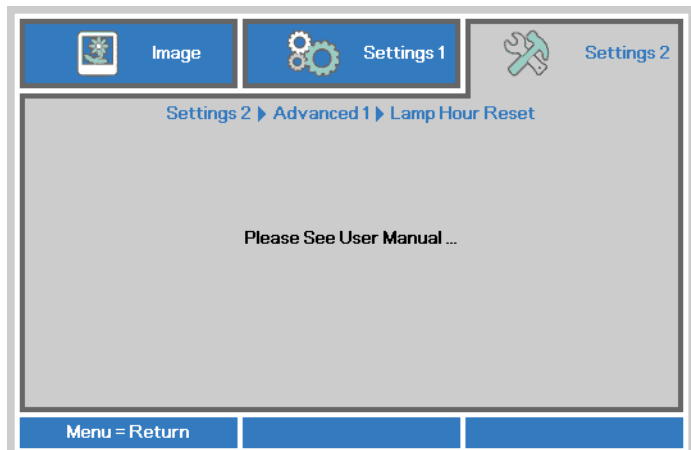 Image
Settings 1
Settings 2
Settings 2 ▶ Advanced 1 ▶ Lamp Hour Reset
Please See User Manual ...
Menu = Return